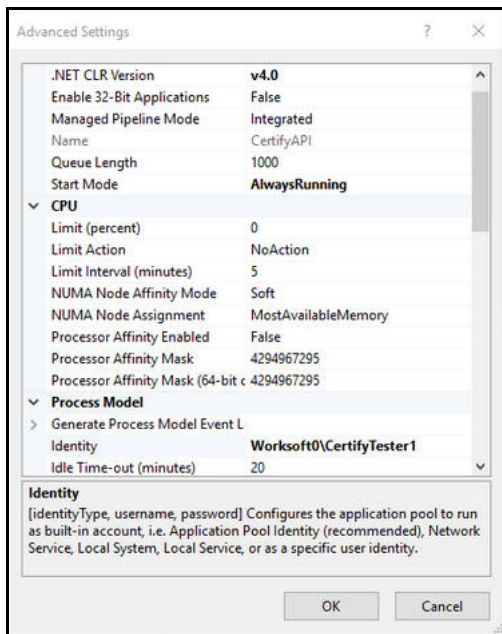 Advanced Settings
.NET CLR Version v4.0
Enable 32-Bit Applications False
Managed Pipeline Mode Integrated
Name CertifyAPI
Queue Length 1000
Start Mode AlwaysRunning
CPU
Limit (percent) 0
Limit Action NoAction
Limit Interval (minutes) 5
NUMA Node Affinity Mode Soft
NUMA Node Assignment MostAvailableMemory
Processor Affinity Enabled False
Processor Affinity Mask 4294967295
Processor Affinity Mask (64-bit c 4294967295
Process Model
Generate Process Model Event L
Identity Worksoft0\CertifyTester1
Idle Time-out (minutes) 20
Identity
[identityType, username, password] Configures the application pool to run
as built-in account, i.e. Application Pool Identity (recommended), Network
Service, Local System, Local Service, or as a specific user identity.
OK Cancel